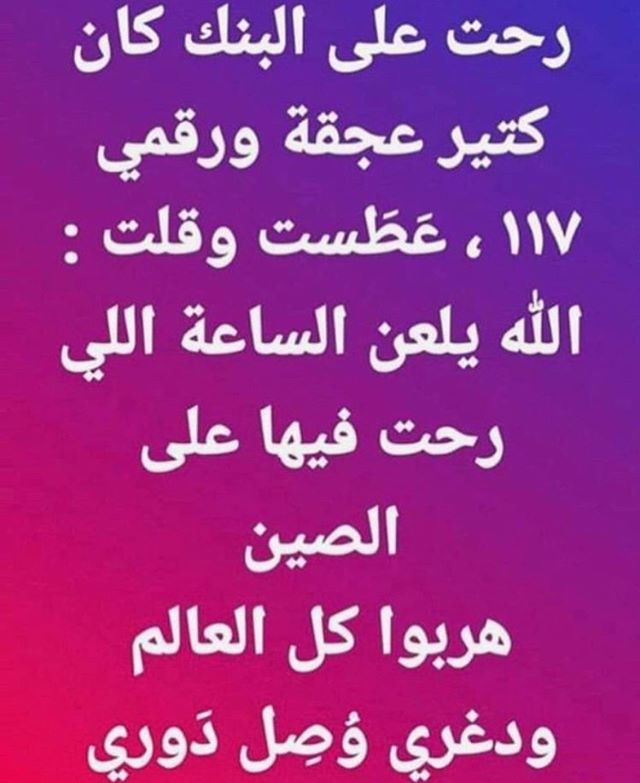 رحت على البنك كان
كتير عجقة ورقمي
١١٧ ، عَطَست وقلت :
الله يلعن الساعة اللي
رحت فيها على
الصين
هربوا كل العالم
ودغري وُصِل دَوري